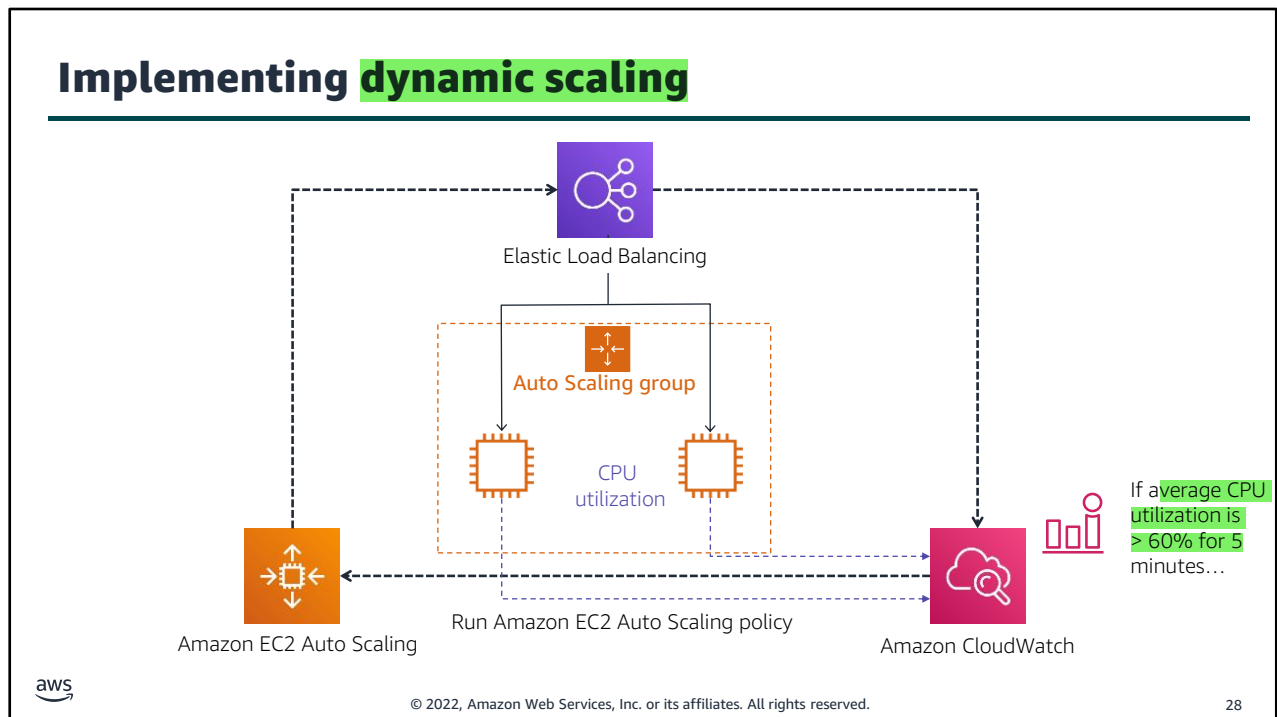 Implementing dynamic scaling
Elastic Load Balancing
Auto Scaling group
CPU
utilization
If average CPU
utilization is
> 60% for 5
minutes…
Run Amazon EC2 Auto Scaling policy
Amazon EC2 Auto Scaling
Amazon CloudWatch
aws
© 2022, Amazon Web Services, Inc. or its affiliates. All rights reserved.
28